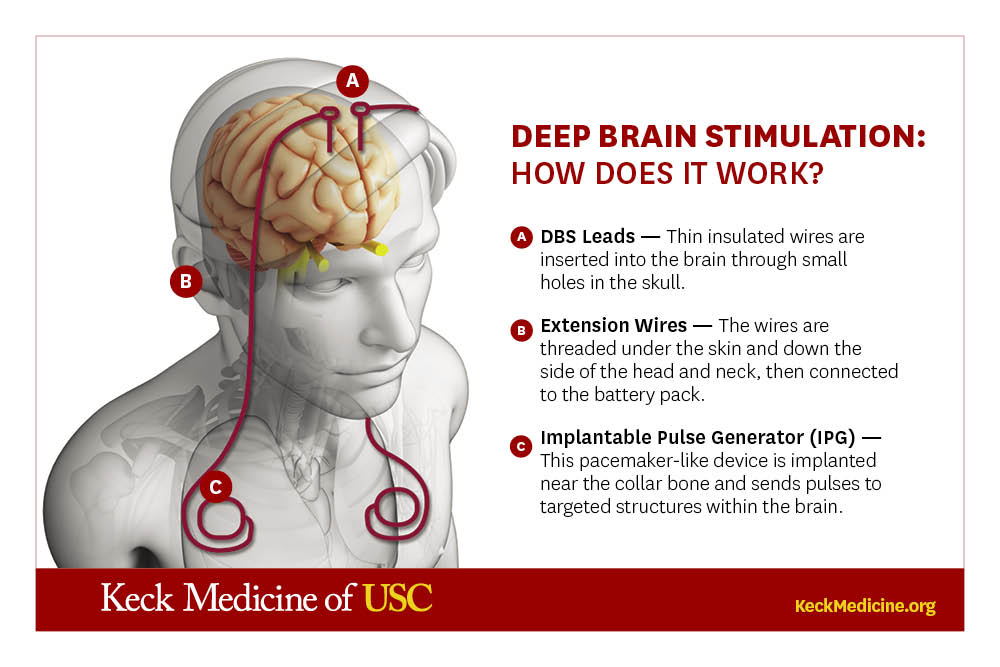 A
B
C
DEEP BRAIN STIMULATION:
HOW DOES IT WORK?
A DBS Leads — Thin insulated wires are
inserted into the brain through small
holes in the skull.
B Extension Wires — The wires are
threaded under the skin and down the
side of the head and neck, then connected
to the battery pack.
C Implantable Pulse Generator (IPG) —
This pacemaker-like device is implanted
near the collar bone and sends pulses to
targeted structures within the brain.
Keck Medicine of USC
KeckMedicine.org